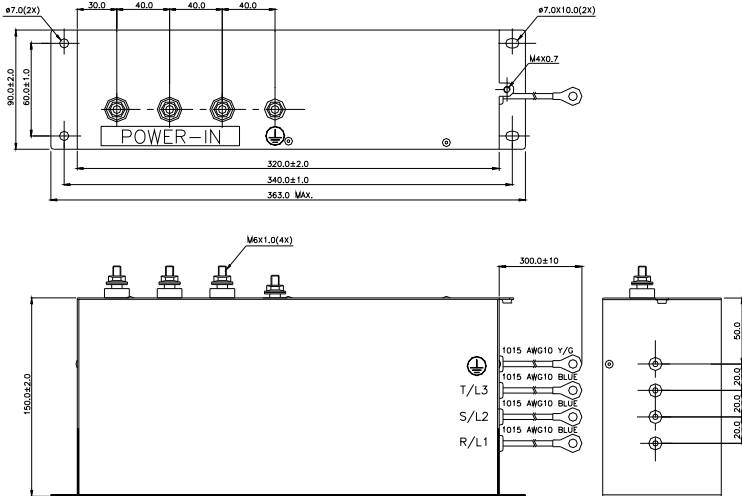 ø7.0(2X)
30.0
40.0
40.0
40.0
ø7.0X10.0(2X)
M4X0.7
90.0±2.0
60.0±1.0
POWER-IN
320.0±2.0
340.0±1.0
363.0 MAX.
M6X1.0(4X)
300.0±10
150.0±2.0
1015 AWG10 Y/G
T/L3
1015 AWG10 BLUE
S/L2
1015 AWG10 BLUE
R/L1
1015 AWG10 BLUE
50.0
20.0
20.0
20.0